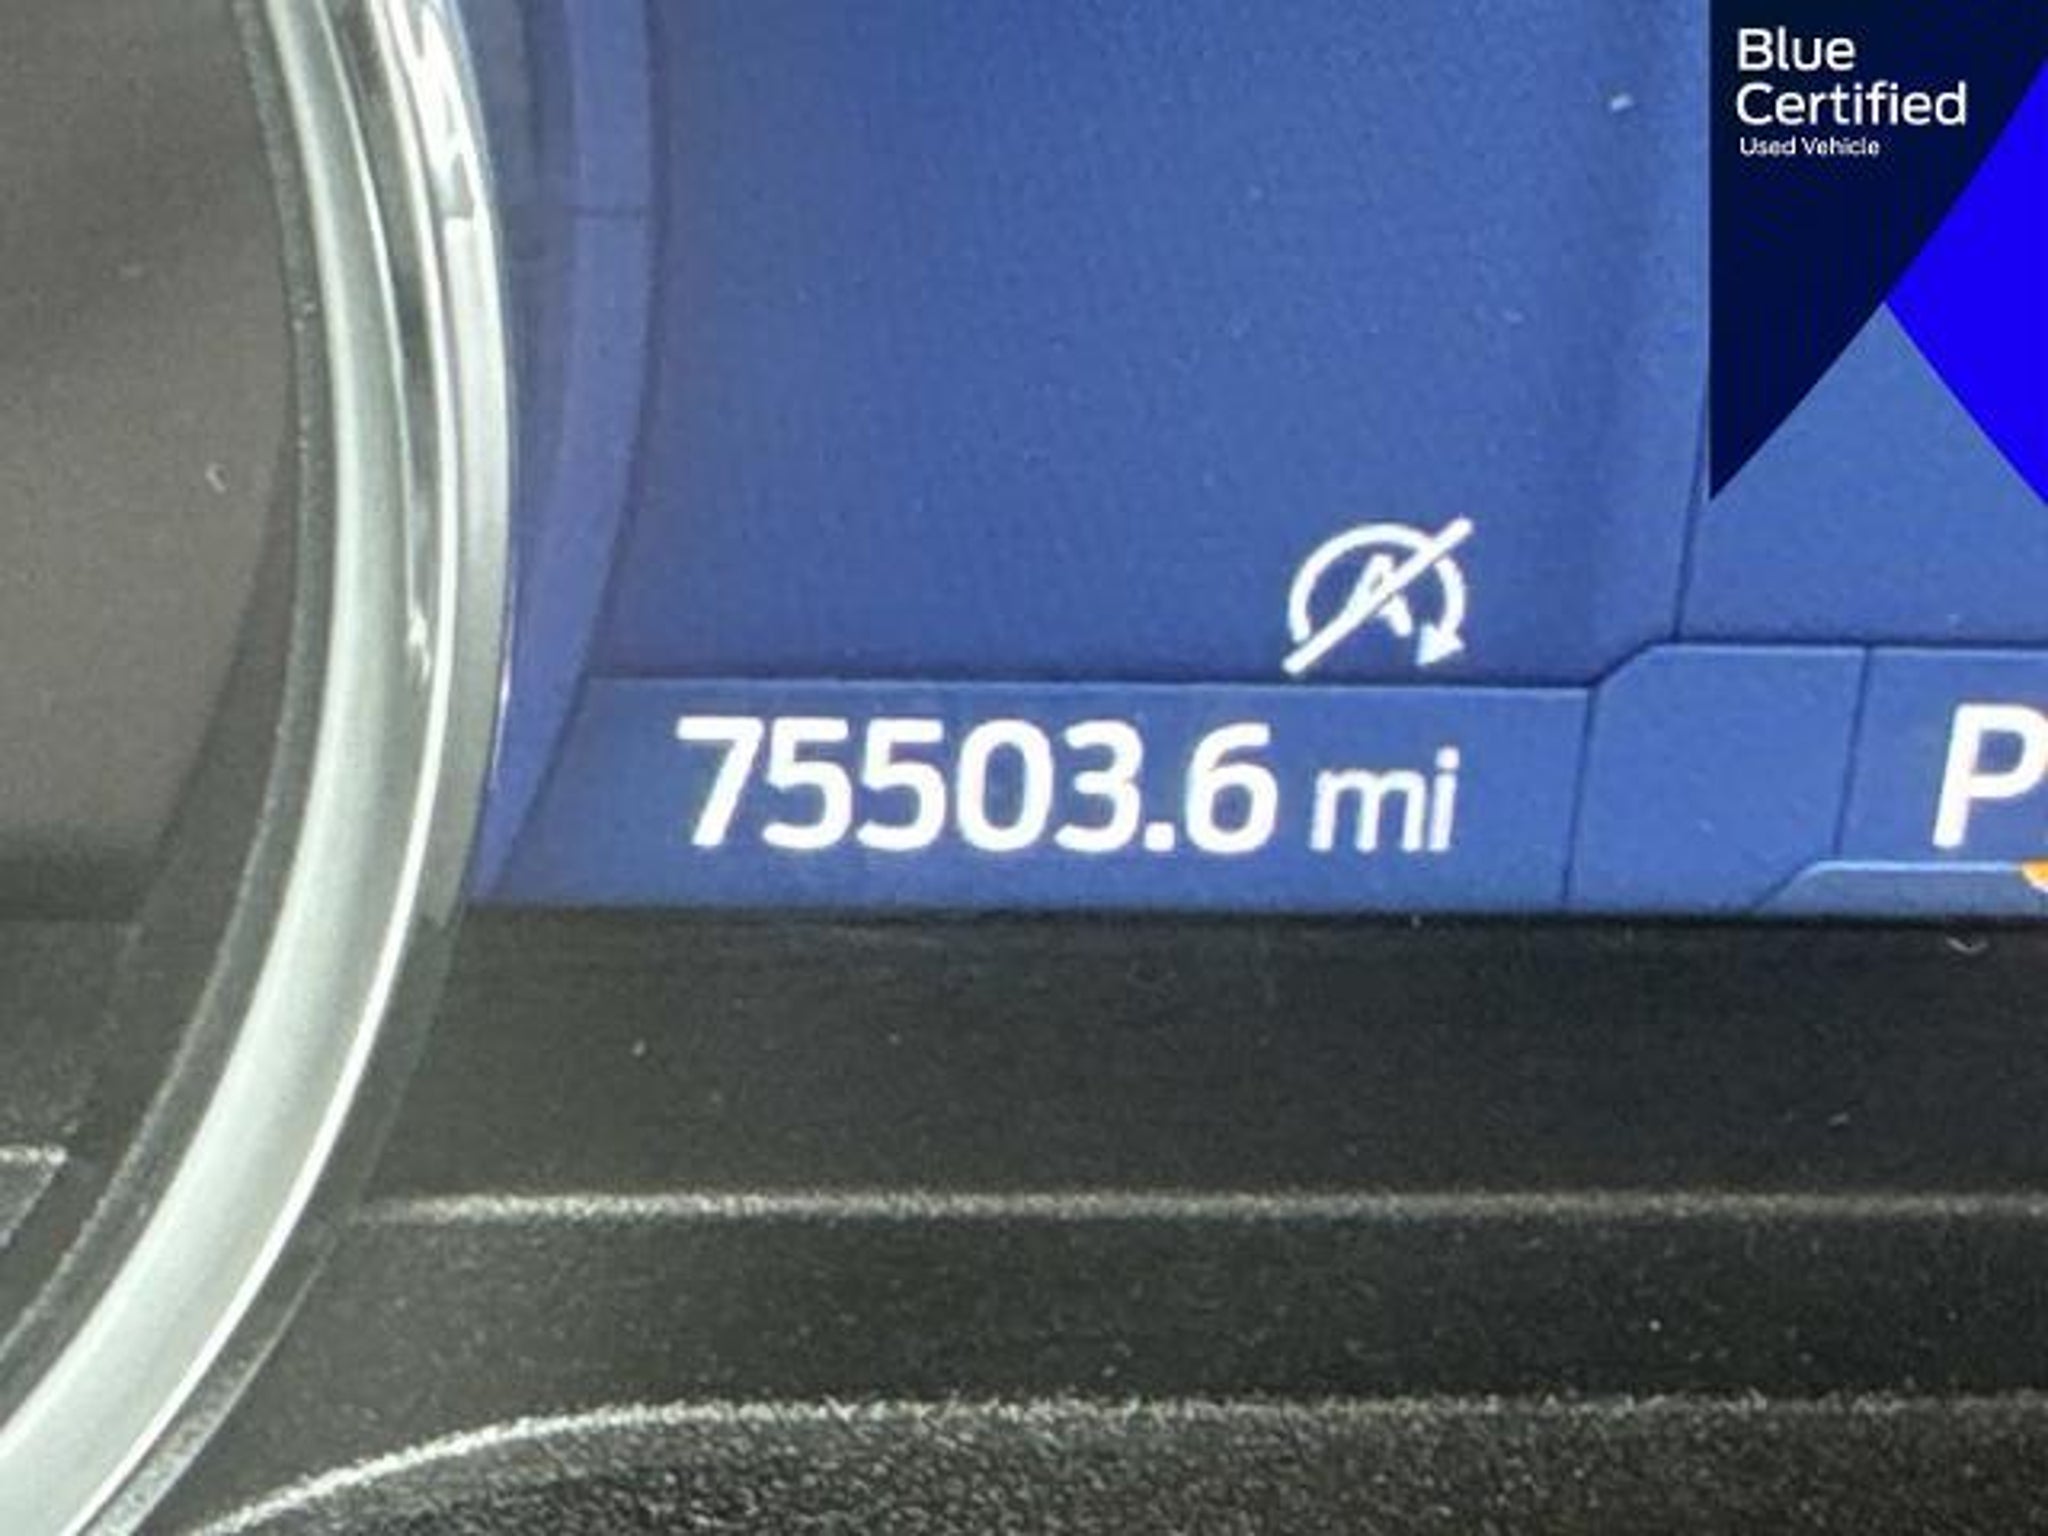 Blue
Certified
Used Vehicle
A
75503.6 mi
P